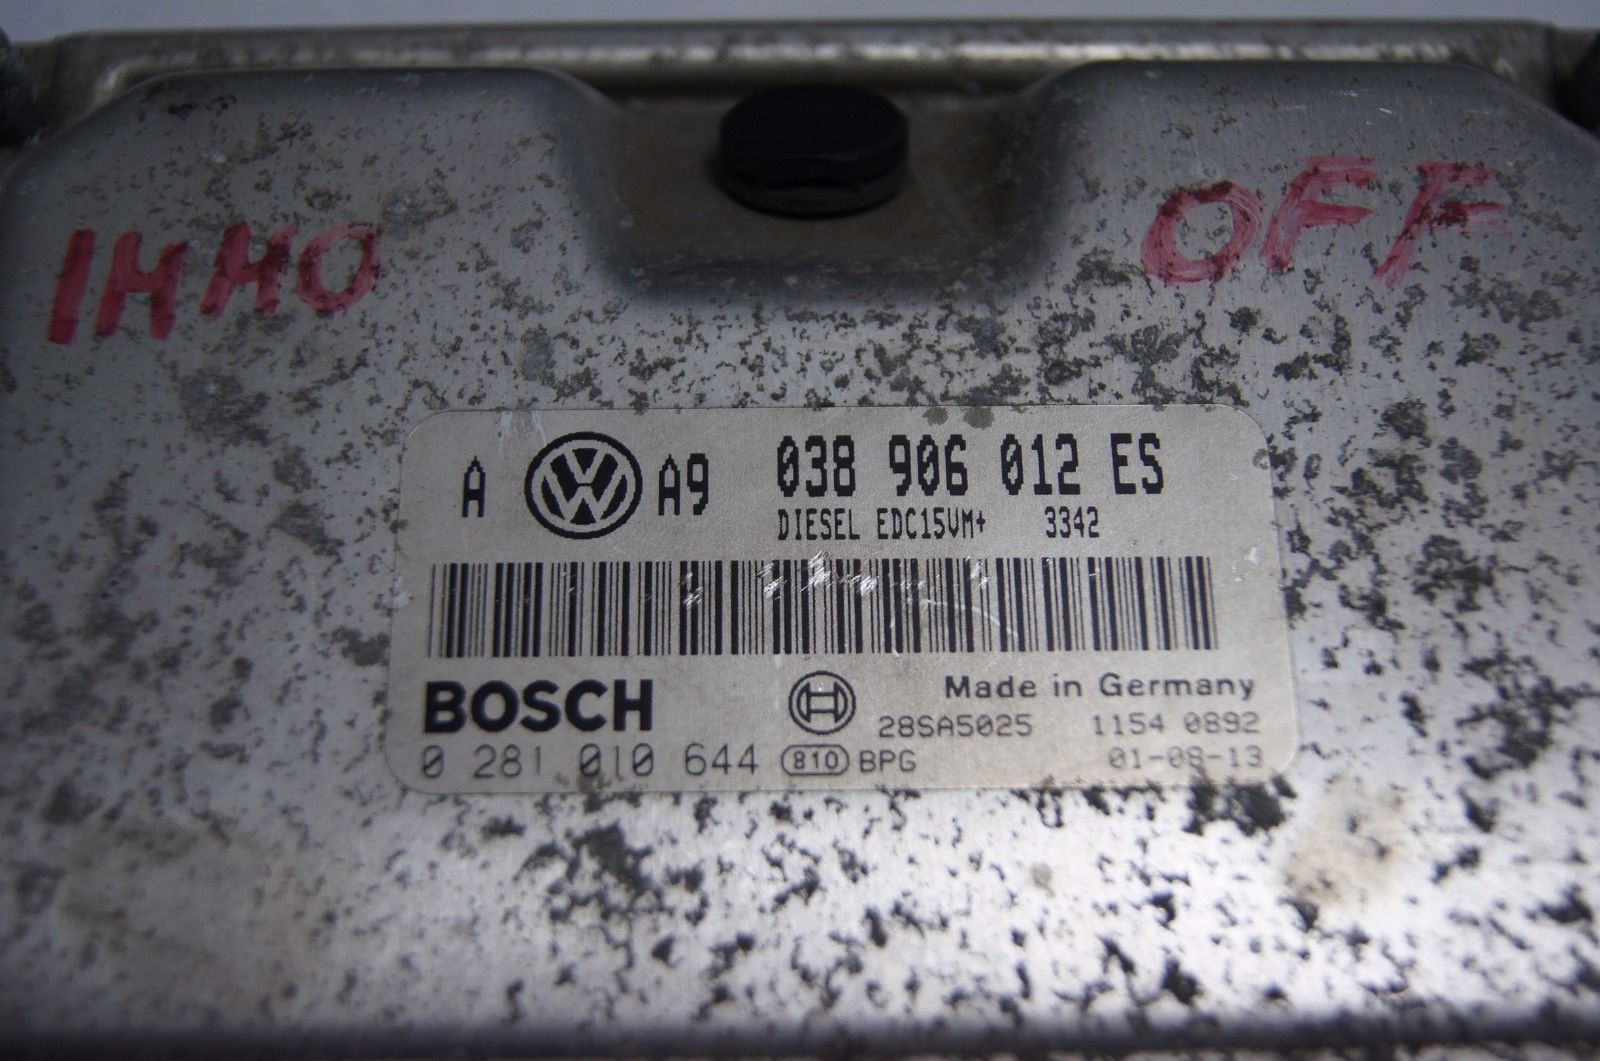 IMMO OFF
A VW A9 038 906 012 ES
DIESEL EDC15VM+ 3342
BOSCH Made in Germany
28SA5025 1154 0892
0 281 010 644 810 BPG 01-08-13